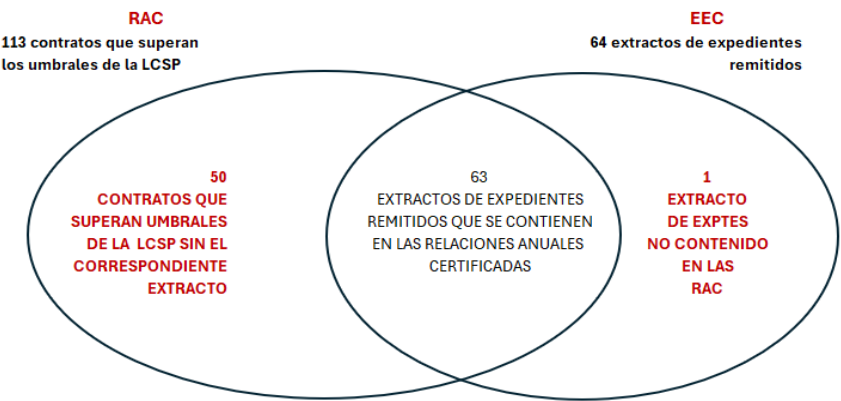 RAC
113 contratos que superan
los umbrales de la LCSP
EEC
64 extractos de expedientes
remitidos
50
CONTRATOS QUE
SUPERAN UMBRALES
DE LA LCSP SIN EL
CORRESPONDIENTE
EXTRACTO
63
EXTRACTOS DE EXPEDIENTES
REMITIDOS QUE SE CONTIENEN
EN LAS RELACIONES ANUALES
CERTIFICADAS
1
EXTRACTO
DE EXPTES
NO CONTENIDO
EN LAS
RAC